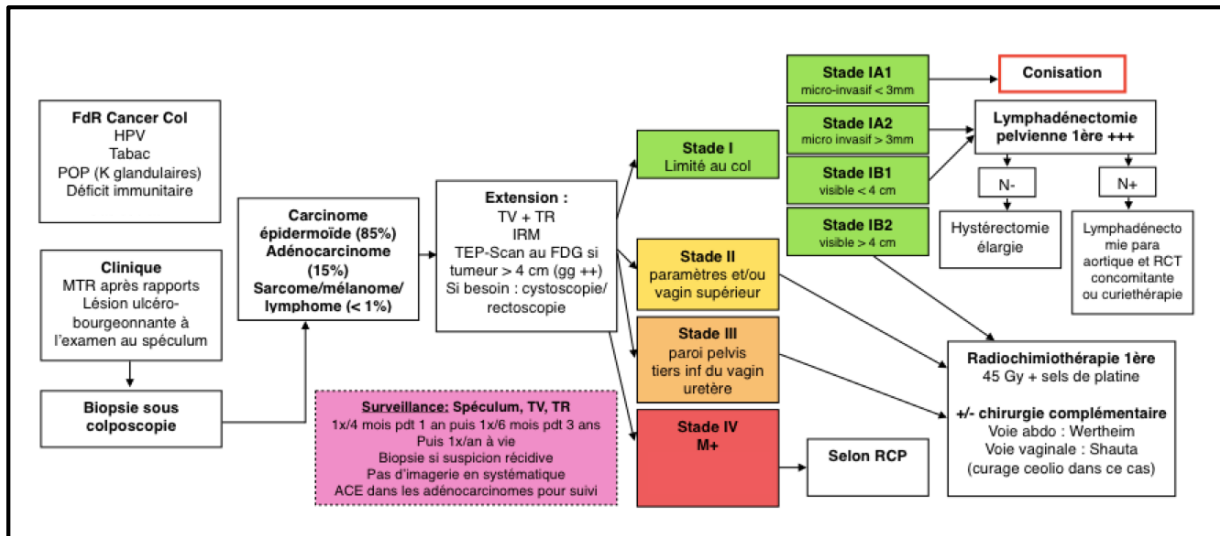 FdR Cancer Col
HPV
Tabac
POP (K glandulaires)
Déficit immunitaire
Clinique
MTR après rapports
Lésion ulcéro-
bourgeonnante à
l'examen au spéculum
Biopsie sous
colposcopie
Carcinome
épidermoïde (85%)
Adénocarcinome
(15%)
Sarcome/mélanome/
lymphome (< 1%)
Extension :
TV + TR
IRM
TEP-Scan au FDG si
tumeur > 4 cm (gg ++)
Si besoin : cystoscopie/
rectoscopie
Surveillance: Spéculum, TV, TR
1x/4 mois pdt 1 an puis 1x/6 mois pdt 3 ans
Puis 1x/an à vie
Biopsie si suspicion récidive
Pas d'imagerie en systématique
ACE dans les adénocarcinomes pour suivi
Stade I
Limité au col
Stade II
paramètres et/ou
vagin supérieur
Stade III
paroi pelvis
tiers inf du vagin
uretère
Stade IV
M+
Stade IA1
micro-invasif < 3mm
Stade IA2
micro invasif > 3mm
Stade IB1
visible < 4 cm
Stade IB2
visible > 4 cm
Conisation
Lymphadénectomie
pelvienne 1ère +++
N-
N+
Hystérectomie
élargie
Lymphadénecto
mie para
aortique et RCT
concomitante
ou curiethérapie
Radiochimiothérapie 1ère
45 Gy + sels de platine
+/- chirurgie complémentaire
Voie abdo : Wertheim
Voie vaginale : Shauta
(curage ceolio dans ce cas)
Selon RCP